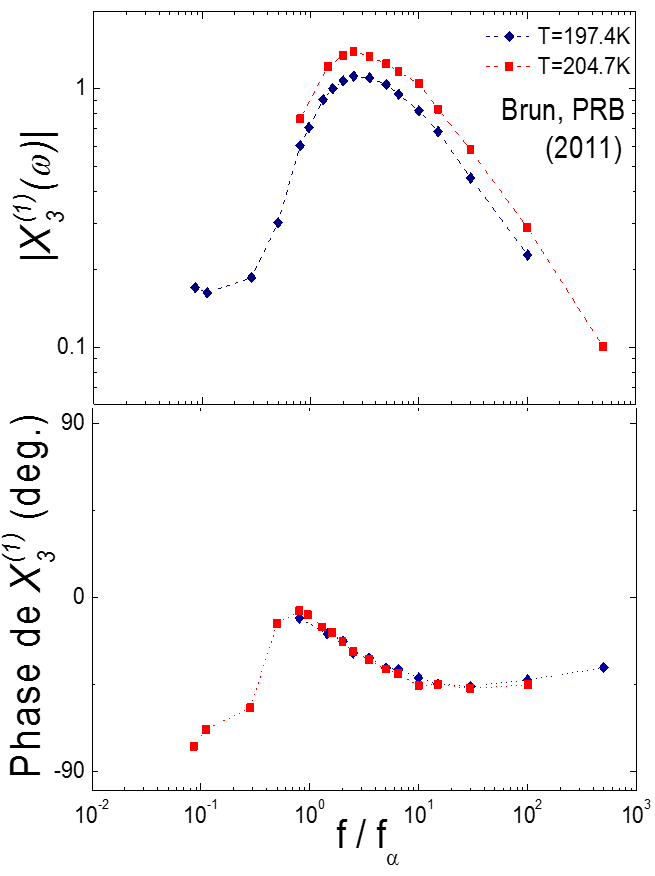 T=197.4K
T=204.7K
Brun, PRB
(2011)
|X₃⁽¹⁾(ω)|
1
0.1
Phase de X₃⁽¹⁾ (deg.)
90
0
-90
10⁻² 10⁻¹ 10⁰ 10¹ 10² 10³
f / f_α